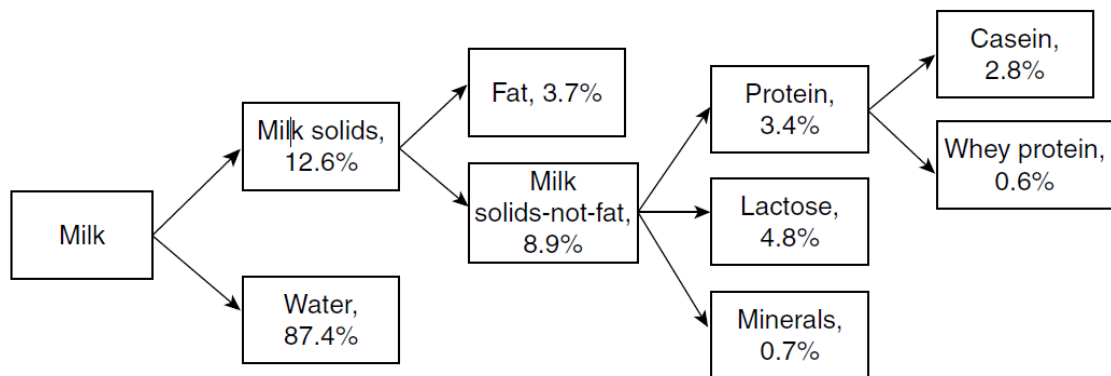 Milk
Milk solids,
12.6%
Water,
87.4%
Fat, 3.7%
Milk
solids-not-fat,
8.9%
Protein,
3.4%
Lactose,
4.8%
Minerals,
0.7%
Casein,
2.8%
Whey protein,
0.6%